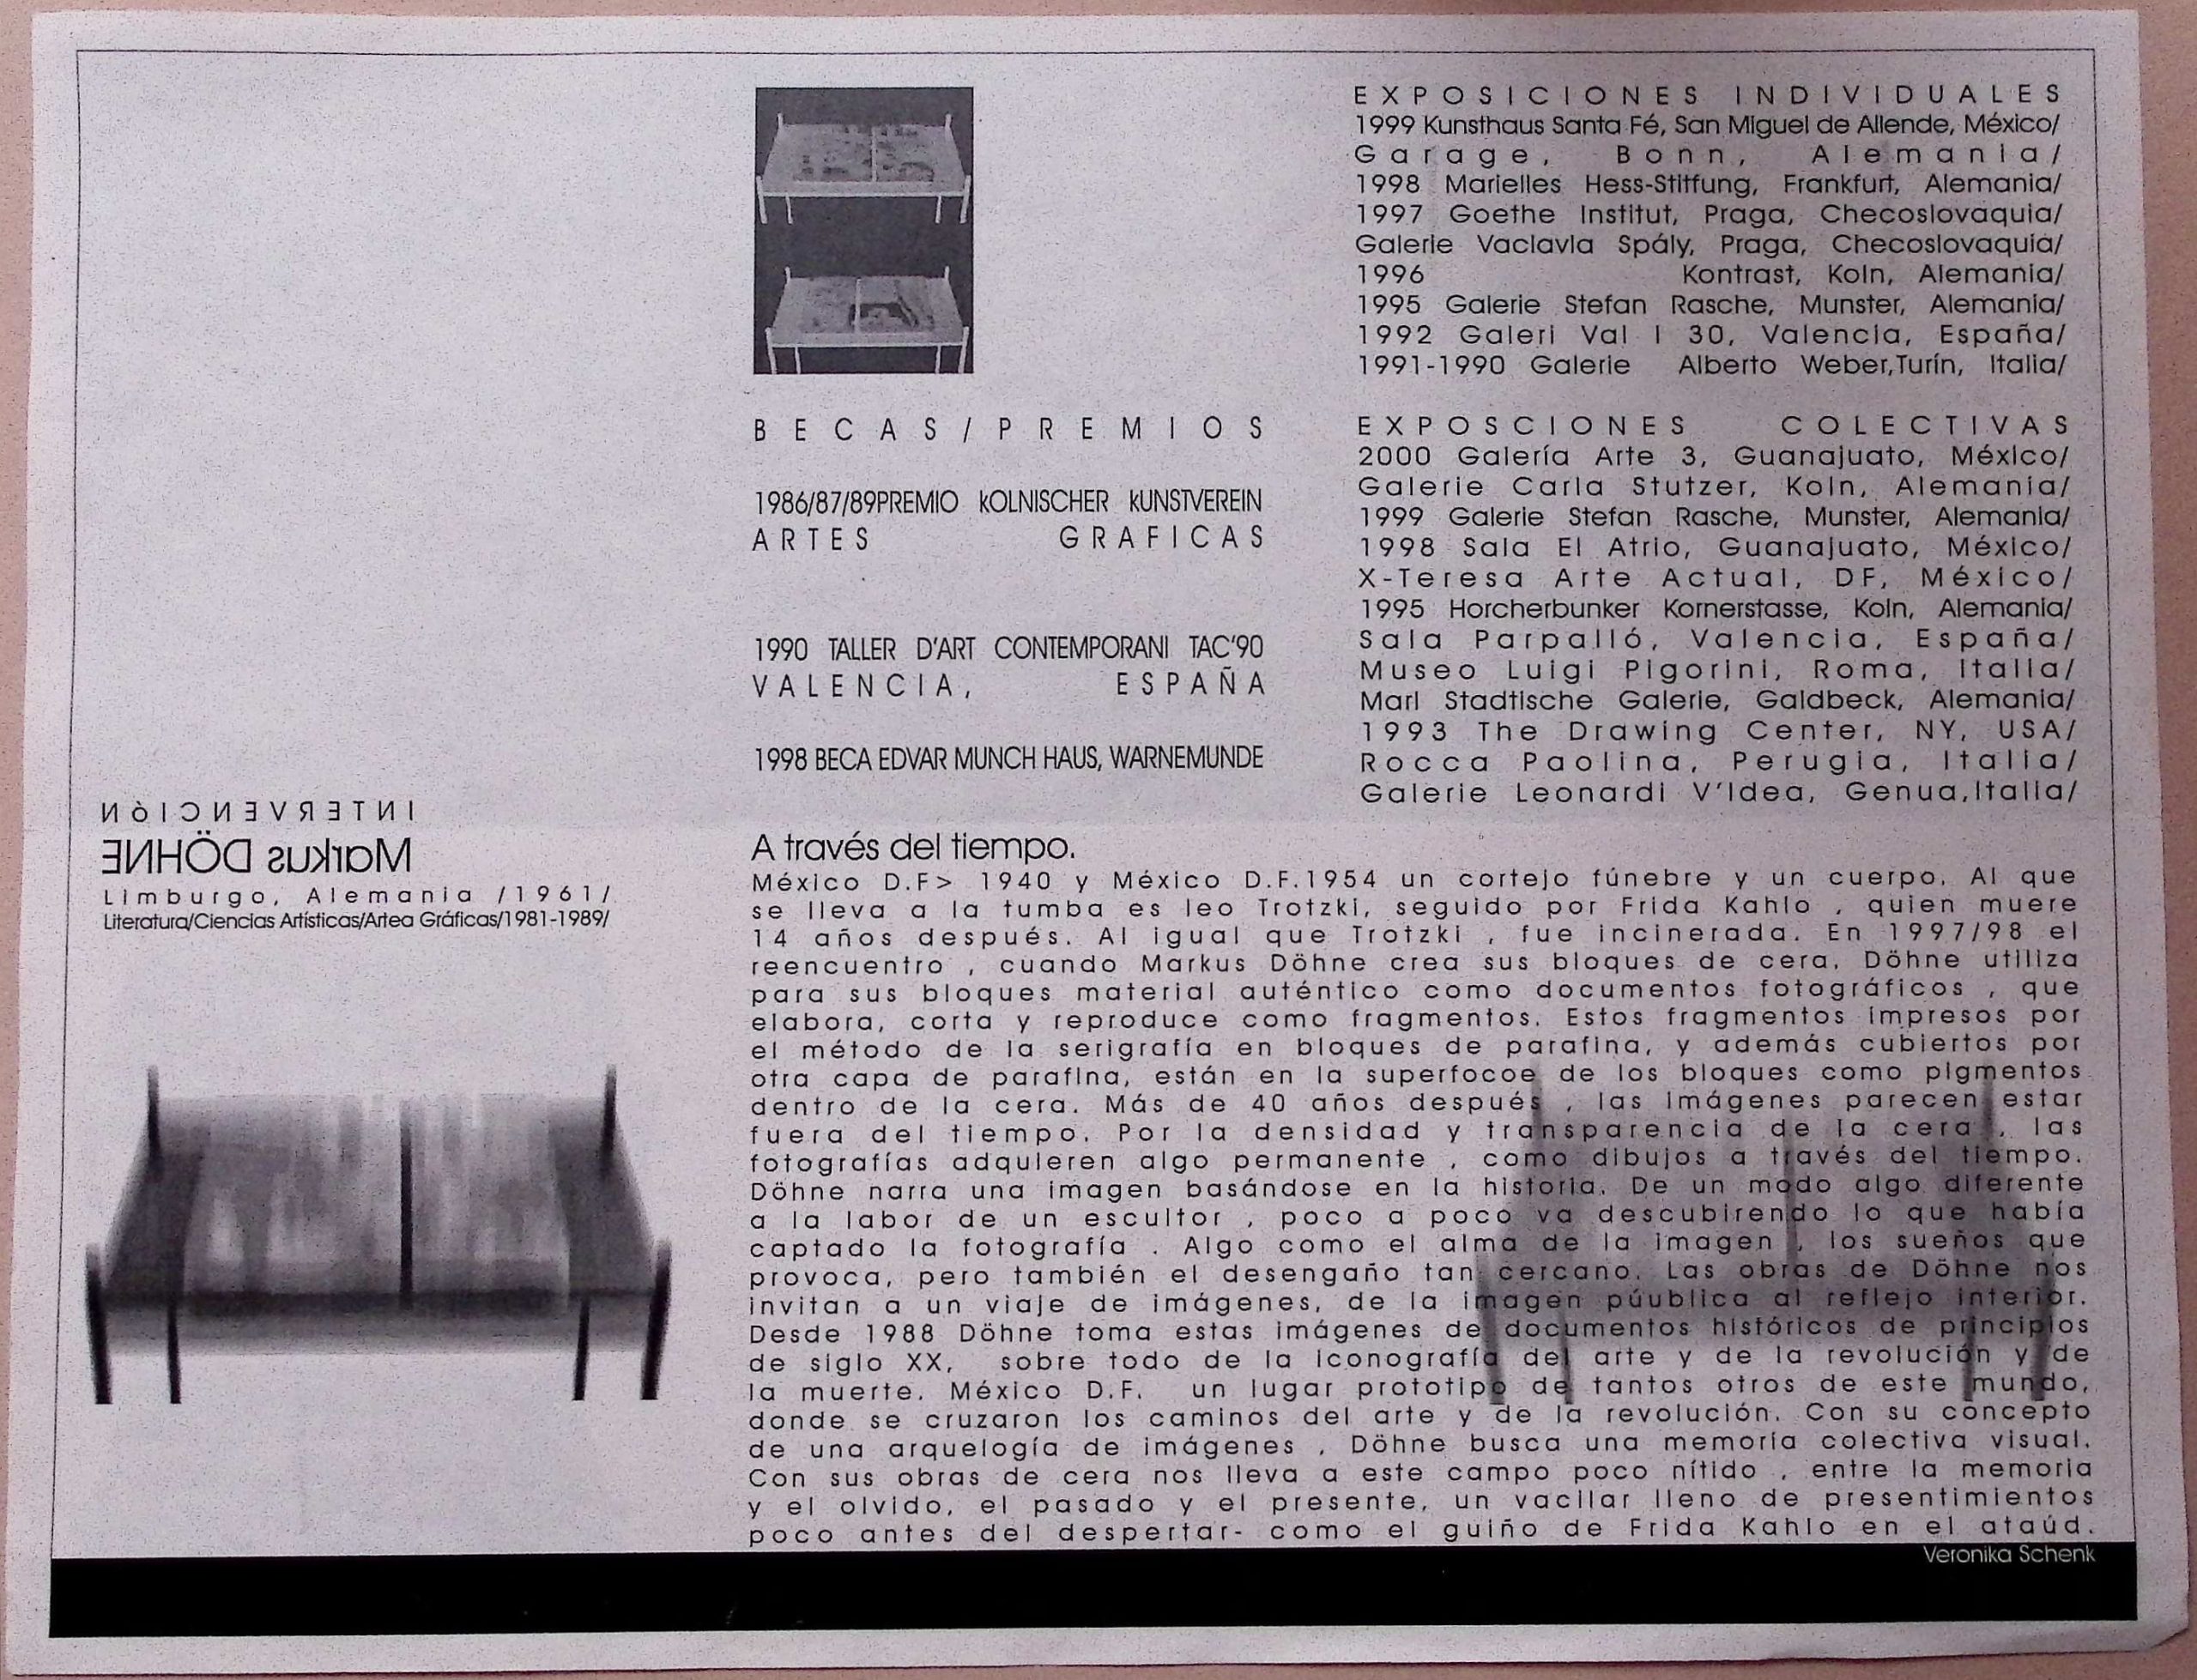 INTERVENCIÓN
Markus DÖHNE
Limburgo, Alemania /1961/
Literatura/Ciencias Artísticas/Artea Gráficas/1981-1989/
BECAS/PREMIOS
1986/87/89PREMIO KOLNISCHER KUNSTVEREIN
ARTES GRAFICAS
1990 TALLER D'ART CONTEMPORANI TAC'90
VALENCIA, ESPAÑA
1998 BECA EDVAR MUNCH HAUS, WARNEMUNDE
EXPOSICIONES INDIVIDUALES
1999 Kunsthaus Santa Fé, San Miguel de Allende, México/
Garage, Bonn, Alemania/
1998 Marielles Hess-Stitfung, Frankfurt, Alemania/
1997 Goethe Institut, Praga, Checoslovaquia/
Galerie Vaclavla Spály, Praga, Checoslovaquia/
1996 Kontrast, Koln, Alemania/
1995 Galerie Stefan Rasche, Munster, Alemania/
1992 Galeri Val I 30, Valencia, España/
1991-1990 Galerie Alberto Weber,Turín, Italia/
EXPOSCIONES COLECTIVAS
2000 Galería Arte 3, Guanajuato, México/
Galerie Carla Stutzer, Koln, Alemania/
1999 Galerie Stefan Rasche, Munster, Alemania/
1998 Sala El Atrio, Guanajuato, México/
X-Teresa Arte Actual, DF, México/
1995 Horcherbunker Kornerstasse, Koln, Alemania/
Sala Parpalló, Valencia, España/
Museo Luigi Pigorini, Roma, Italia/
Marl Stadtische Galerie, Galdbeck, Alemania/
1993 The Drawing Center, NY, USA/
Rocca Paolina, Perugia, Italia/
Galerie Leonardi V'Idea, Genua,Italia/
A través del tiempo.
México D.F> 1940 y México D.F.1954 un cortejo fúnebre y un cuerpo. Al que
se lleva a la tumba es leo Trotzki, seguido por Frida Kahlo , quien muere
14 años después. Al igual que Trotzki , fue incinerada. En 1997/98 el
reencuentro , cuando Markus Döhne crea sus bloques de cera. Döhne utiliza
para sus bloques material auténtico como documentos fotográficos , que
elabora, corta y reproduce como fragmentos. Estos fragmentos impresos por
el método de la serigrafía en bloques de parafina, y además cubiertos por
otra capa de parafina, están en la superfocoe de los bloques como pigmentos
dentro de la cera. Más de 40 años después , las imágenes parecen estar
fuera del tiempo. Por la densidad y transparencia de la cera , las
fotografías adquieren algo permanente , como dibujos a través del tiempo.
Döhne narra una imagen basándose en la historia. De un modo algo diferente
a la labor de un escultor , poco a poco va descubirendo lo que había
captado la fotografía . Algo como el alma de la imagen , los sueños que
provoca, pero también el desengaño tan cercano. Las obras de Döhne nos
invitan a un viaje de imágenes, de la imagen púublica al reflejo interior.
Desde 1988 Döhne toma estas imágenes de documentos históricos de principios
de siglo XX, sobre todo de la iconografía del arte y de la revolución y de
la muerte. México D.F. un lugar prototipo de tantos otros de este mundo,
donde se cruzaron los caminos del arte y de la revolución. Con su concepto
de una arquelogía de imágenes , Döhne busca una memoria colectiva visual.
Con sus obras de cera nos lleva a este campo poco nítido , entre la memoria
y el olvido, el pasado y el presente, un vacilar lleno de presentimientos
poco antes del despertar- como el guiño de Frida Kahlo en el ataúd.
Veronika Schenk